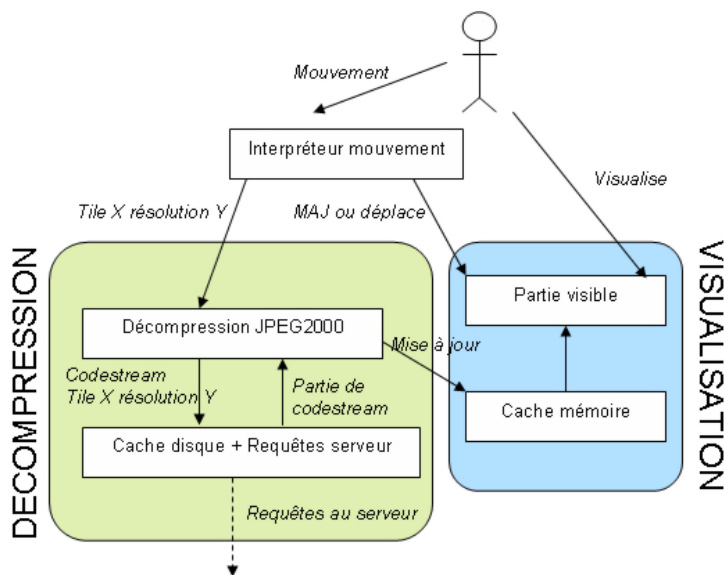 Mouvement
Interpréteur mouvement
Visualise
Tile X résolution Y
MAJ ou déplace
DECOMPRESSION
VISUALISATION
Partie visible
Décompression JPEG2000
Mise à jour
Codestream
Tile X résolution Y
Partie de
codestream
Cache mémoire
Cache disque + Requêtes serveur
Requêtes au serveur